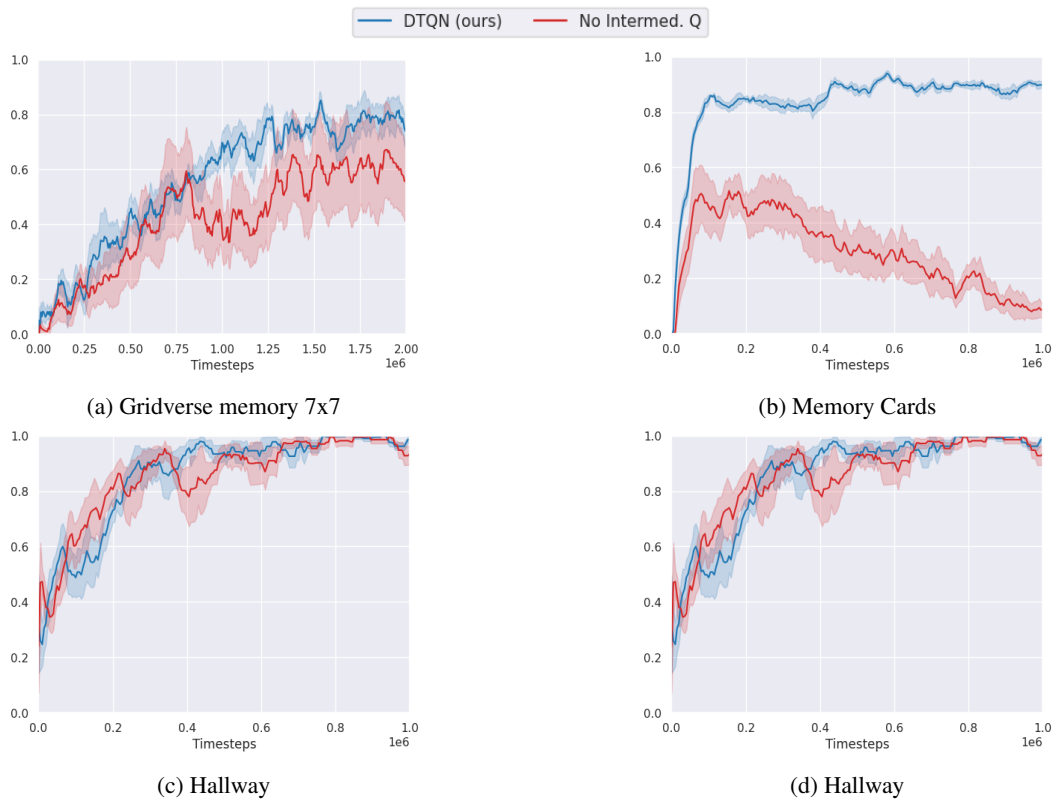 DTQN (ours) No Intermed. Q
1.0
0.8
0.6
0.4
0.2
0.0
0.00 0.25 0.50 0.75 1.00 1.25 1.50 1.75 2.00
Timesteps
1e6
(a) Gridverse memory 7x7
1.0
0.8
0.6
0.4
0.2
0.0
0.0 0.2 0.4 0.6 0.8 1.0
Timesteps
1e6
(b) Memory Cards
1.0
0.8
0.6
0.4
0.2
0.0
0.0 0.2 0.4 0.6 0.8 1.0
Timesteps
1e6
(c) Hallway
1.0
0.8
0.6
0.4
0.2
0.0
0.0 0.2 0.4 0.6 0.8 1.0
Timesteps
1e6
(d) Hallway